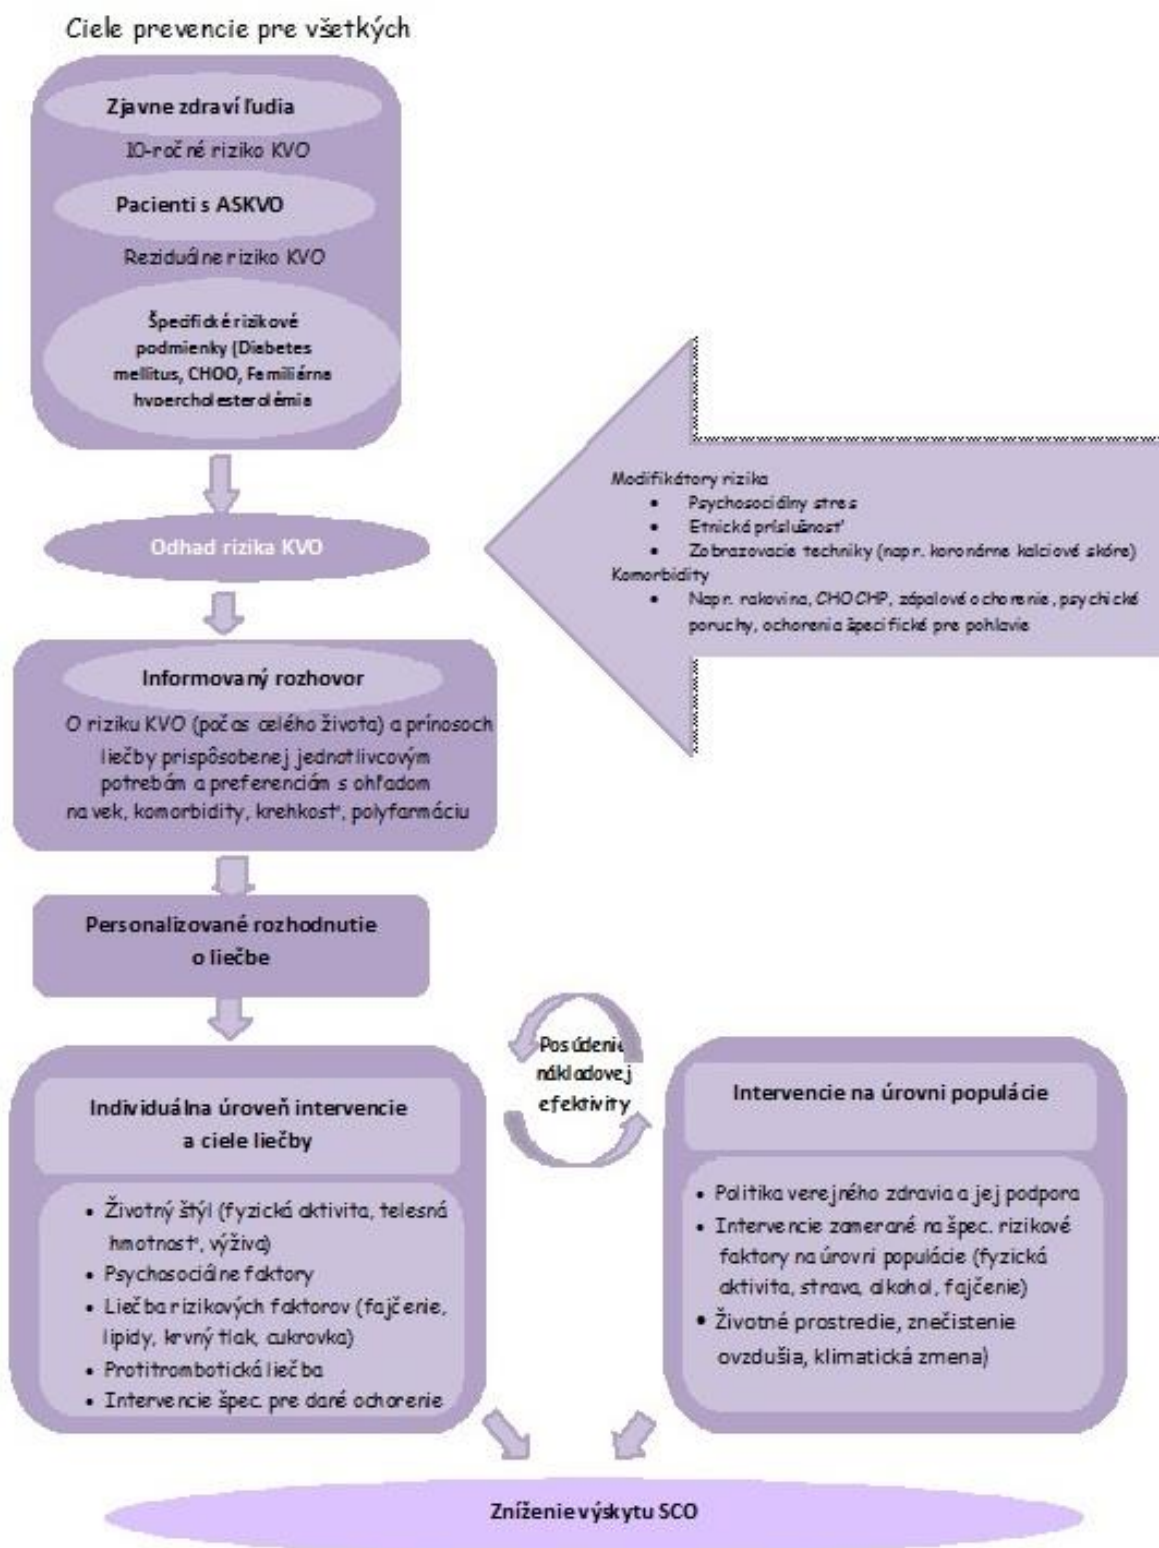 Ciele prevencie pre všetkých
Zjavne zdraví ľudia
10-ročné riziko KVO
Pacienti s ASKVO
Reziduálne riziko KVO
Špecifické rizikové
podmienky (Diabetes
mellitus, CHOO, Familiárna
hvoercholesterolémia
Odhad rizika KVO
Modifikátory rizika
• Psychosociálny stres
• Etnická príslušnosť
• Zobrazovacie techniky (napr. koronárne kalciové skóre)
Komorbidity
• Napr. rakovina, CHOCHP, zápalové ochorenie, psychické
poruchy, ochorenia špecifické pre pohlavie
Informovaný rozhovor
O riziku KVO (počas celého života) a prínosoch
liečby prispôsobenej jednotlivcovým
potrebám a preferenciám s ohľadom
na vek, komorbidity, krehkosť, polyfarmáciu
Personalizované rozhodnutie
o liečbe
Posúdenie
nákladovej
efektivity
Individuálna úroveň intervencie
a ciele liečby
• Životný štýl (fyzická aktivita, telesná
hmotnosť, výživa)
• Psychosociálne faktory
• Liečba rizikových faktorov (fajčenie,
lipidy, krvný tlak, cukrovka)
• Protitrombotická liečba
• Intervencie špec. pre dané ochorenie
Intervencie na úrovni populácie
• Politika verejného zdravia a jej podpora
• Intervencie zamerané na špec. rizikové
faktory na úrovni populácie (fyzická
aktivita, strava, alkohol, fajčenie)
• Životné prostredie, znečistenie
ovzdušia, klimatická zmena)
Zníženie výskytu SCO